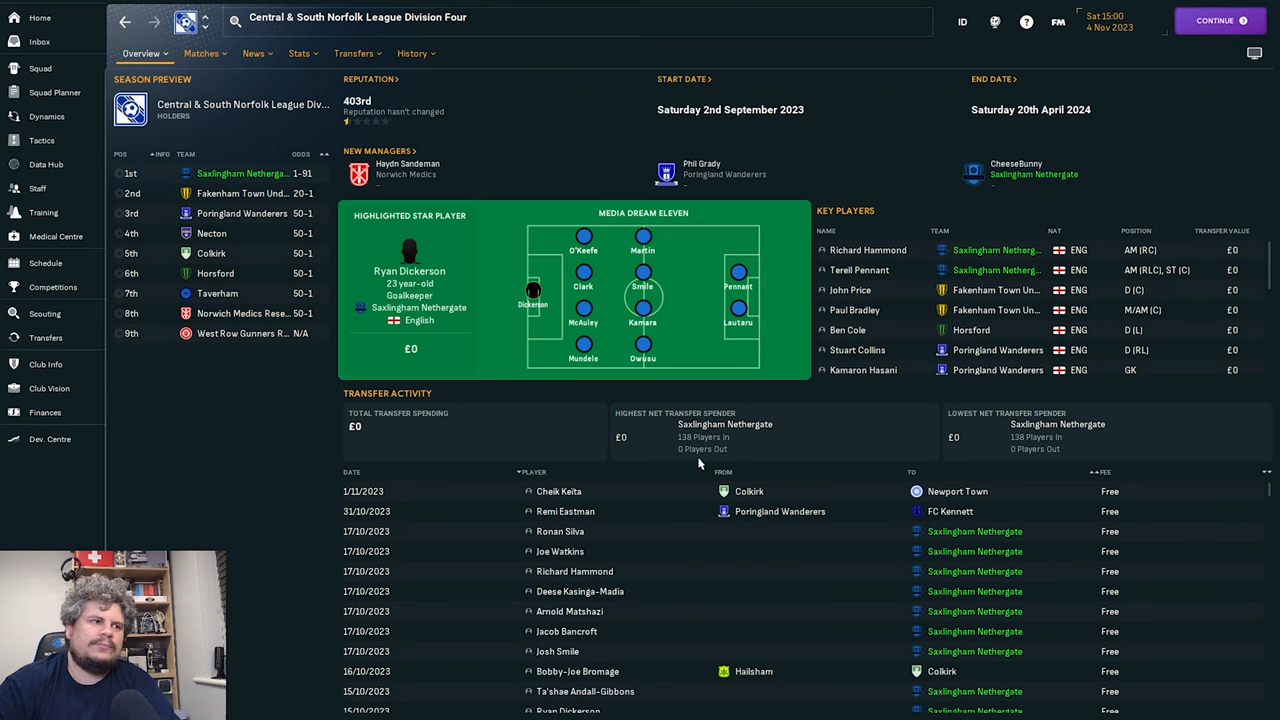 Home
Inbox
Squad
Squad Planner
Dynamics
Tactics
Data Hub
Staff
Training
Medical Centre
Schedule
Competitions
Scouting
Transfers
Club Info
Club Vision
Finances
Dev. Centre
Central & South Norfolk League Division Four
ID
FM
Sat 15:00
4 Nov 2023
CONTINUE
Overview
Matches
News
Stats
Transfers
History
SEASON PREVIEW
Central & South Norfolk League Div...
HOLDERS
POS INFO TEAM ODDS
1st Saxlingham Netherga... 1-91
2nd Fakenham Town Und... 20-1
3rd Poringland Wanderers 50-1
4th Necton 50-1
5th Colkirk 50-1
6th Horsford 50-1
7th Taverham 50-1
8th Norwich Medics Rese... 50-1
9th West Row Gunners R... N/A
REPUTATION>
403rd
Reputation hasn't changed
START DATE>
Saturday 2nd September 2023
END DATE>
Saturday 20th April 2024
NEW MANAGERS>
Haydn Sandeman
Norwich Medics
-
Phil Grady
Poringland Wanderers
-
CheeseBunny
Saxlingham Nethergate
-
HIGHLIGHTED STAR PLAYER
Ryan Dickerson
23 year-old
Goalkeeper
Saxlingham Nethergate
English
£0
MEDIA DREAM ELEVEN
O'Keefe
Martin
Clark
Smile
Pennant
Dickerson
McAuley
Kamara
Lautaru
Mundele
Owusu
KEY PLAYERS
NAME TEAM NAT POSITION TRANSFER VALUE
Richard Hammond Saxlingham Netherg... ENG AM (RC) £0
Terell Pennant Saxlingham Netherg... ENG AM (RLC), ST (C) £0
John Price Fakenham Town Un... ENG D (C) £0
Paul Bradley Fakenham Town Un... ENG M/AM (C) £0
Ben Cole Horsford ENG D (L) £0
Stuart Collins Poringland Wanderers ENG D (RL) £0
Kamaron Hasani Poringland Wanderers ENG GK £0
TRANSFER ACTIVITY
TOTAL TRANSFER SPENDING
£0
HIGHEST NET TRANSFER SPENDER
£0
Saxlingham Nethergate
138 Players In
0 Players Out
LOWEST NET TRANSFER SPENDER
£0
Saxlingham Nethergate
138 Players In
0 Players Out
DATE PLAYER FROM TO FEE
1/11/2023 Cheik Keïta Colkirk Newport Town Free
31/10/2023 Remi Eastman Poringland Wanderers FC Kennett Free
17/10/2023 Ronan Silva Saxlingham Nethergate Free
17/10/2023 Joe Watkins Saxlingham Nethergate Free
17/10/2023 Richard Hammond Saxlingham Nethergate Free
17/10/2023 Deese Kasinga-Madia Saxlingham Nethergate Free
17/10/2023 Arnold Matshazi Saxlingham Nethergate Free
17/10/2023 Jacob Bancroft Saxlingham Nethergate Free
17/10/2023 Josh Smile Saxlingham Nethergate Free
16/10/2023 Bobby-Joe Bromage Hailsham Colkirk Free
15/10/2023 Ta'shae Andall-Gibbons Saxlingham Nethergate Free
15/10/2023 Ryan Dickerson Saxlingham Nethergate Free